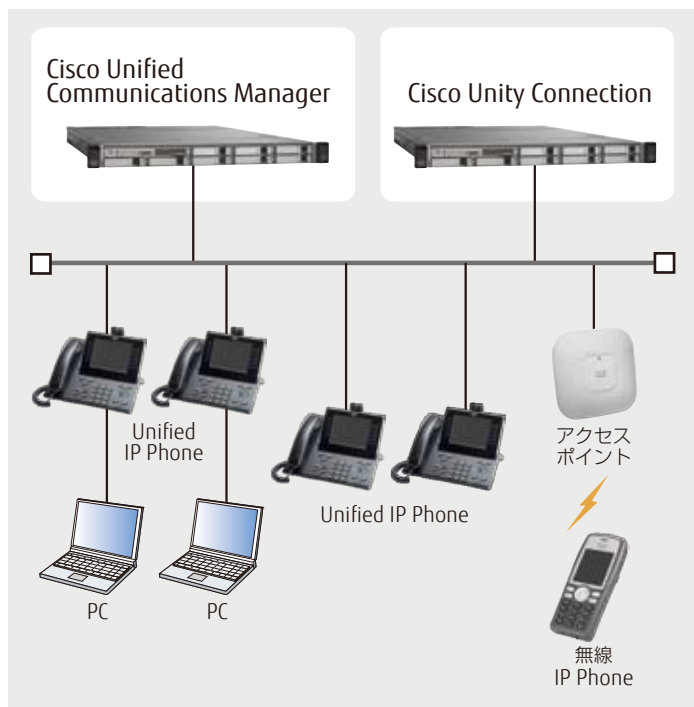 Cisco Unified
Communications Manager
Cisco Unity Connection
Unified
IP Phone
アクセス
ポイント
Unified IP Phone
PC
PC
無線
IP Phone